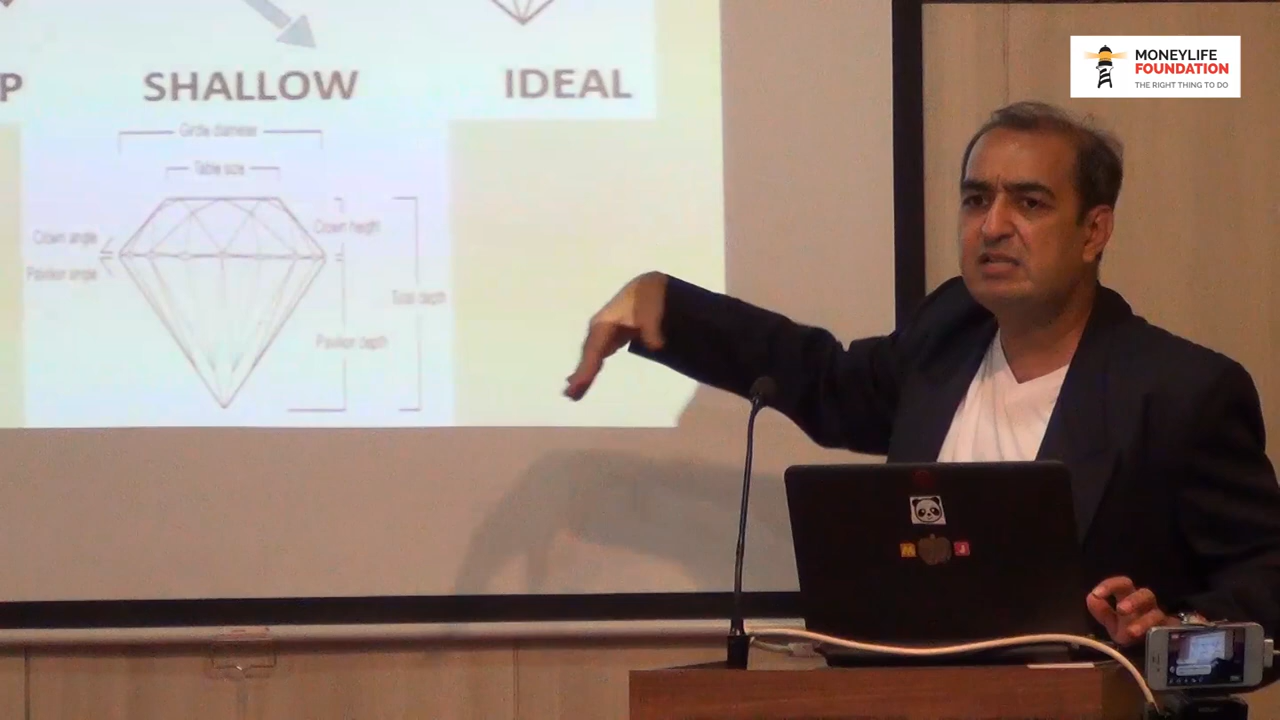 MONEYLIFE
FOUNDATION
THE RIGHT THING TO DO
P
SHALLOW
IDEAL
Girdle diameter
Table size
Crown angle
Crown height
Pavilion angle
Total depth
Pavilion depth